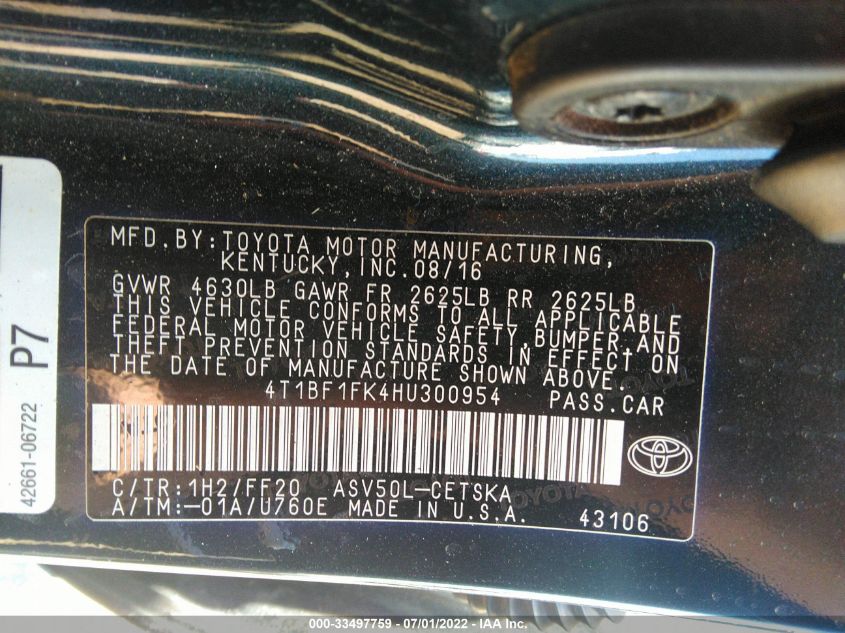 MFD.BY:TOYOTA MOTOR MANUFACTURING,
KENTUCKY,INC.08/16
GVWR 4630LB GAWR FR 2625LB RR 2625LB
THIS VEHICLE CONFORMS TO ALL APPLICABLE
FEDERAL MOTOR VEHICLE SAFETY,BUMPER,AND
THEFT PREVENTION STANDARDS IN EFFECT ON
THE DATE OF MANUFACTURE SHOWN ABOVE.
4T1BF1FK4HU300954 PASS.CAR
C/TR:1H2/FF20 ASV50L-CETSKA
A/TM:-01A/U760E MADE IN U.S.A. 43106
P7
42661-06722
000-33497759 - 07/01/2022 - IAA Inc.